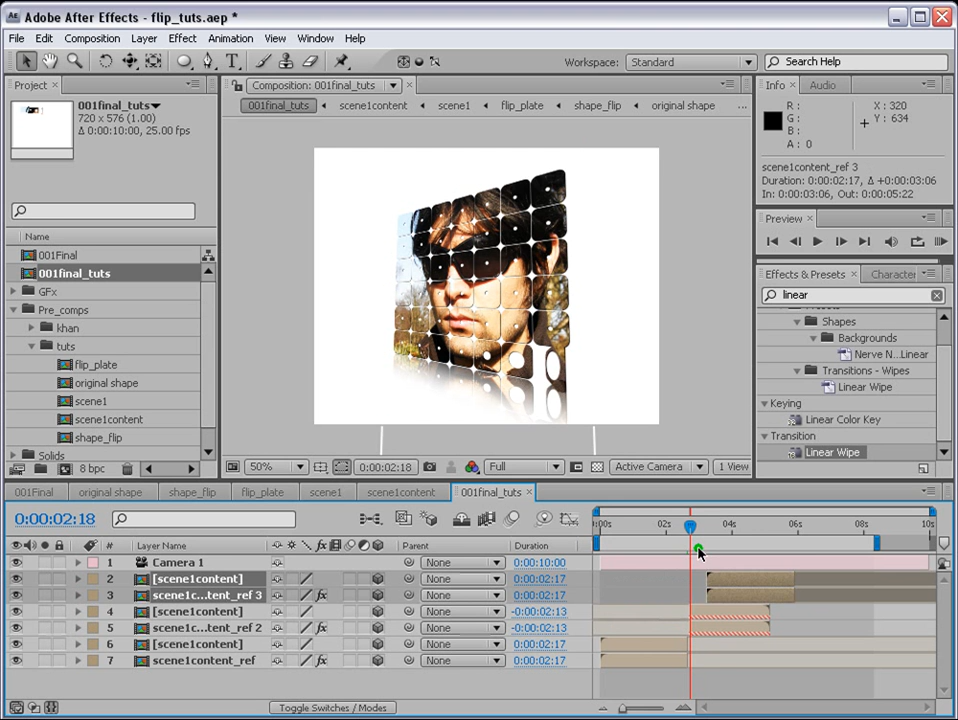 Adobe After Effects - flip_tuts.aep *
File Edit Composition Layer Effect Animation View Window Help
Workspace: Standard Search Help
Project
001final_tuts
720 x 576 (1.00)
Δ 0:00:10:00, 25.00 fps
Name
001Final
001final_tuts
GFx
Pre_comps
khan
tuts
flip_plate
original shape
scene1
scene1content
shape_flip
Solids
8 bpc
Composition: 001final_tuts
001final_tuts scene1content scene1 flip_plate shape_flip original shape ...
50% 0:00:02:18 Full Active Camera 1 View
Info Audio
R :
G :
B :
A : 0
X : 320
Y : 634
scene1content_ref 3
Duration: 0:00:02:17, Δ +0:00:03:06
In: 0:00:03:06, Out: 0:00:05:22
Preview
Effects & Presets Character
linear
Shapes
Backgrounds
Nerve N...Linear
Transitions - Wipes
Linear Wipe
Keying
Linear Color Key
Transition
Linear Wipe
001Final original shape shape_flip flip_plate scene1 scene1content 001final_tuts
0:00:02:18
:00s 02s 04s 06s 08s 10s
# Layer Name Parent Duration
1 Camera 1 None 0:00:10:00
2 [scene1content] None 0:00:02:17
3 scene1c...tent_ref 3 None 0:00:02:17
4 [scene1content] None -0:00:02:13
5 scene1c...tent_ref 2 None -0:00:02:13
6 [scene1content] None 0:00:02:17
7 scene1content_ref None 0:00:02:17
Toggle Switches / Modes